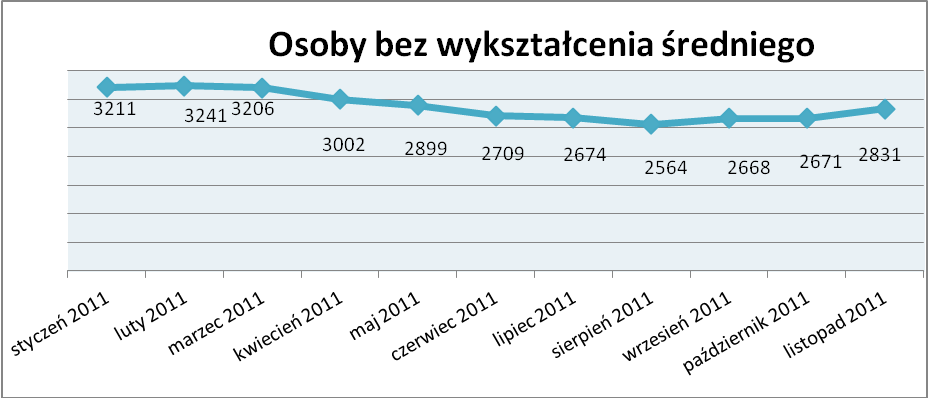 Osoby bez wykształcenia średniego
3211
3241
3206
3002
2899
2709
2674
2564
2668
2671
2831
styczeń 2011
luty 2011
marzec 2011
kwiecień 2011
maj 2011
czerwiec 2011
lipiec 2011
sierpień 2011
wrzesień 2011
październik 2011
listopad 2011